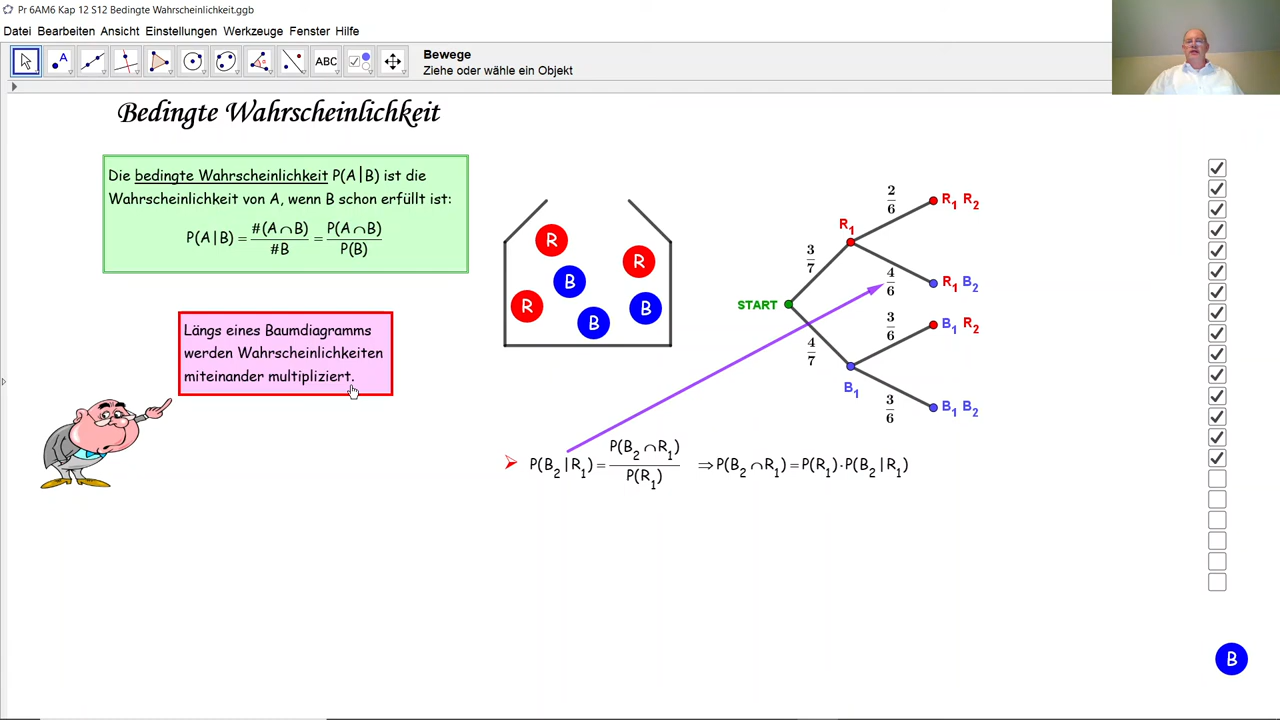 Pr 6AM6 Kap 12 S12 Bedingte Wahrscheinlichkeit.ggb
Datei Bearbeiten Ansicht Einstellungen Werkzeuge Fenster Hilfe
A
ABC
Bewege
Ziehe oder wähle ein Objekt
Bedingte Wahrscheinlichkeit
Die bedingte Wahrscheinlichkeit P(A|B) ist die
Wahrscheinlichkeit von A, wenn B schon erfüllt ist:
P(A|B) = #(A∩B)/#B = P(A∩B)/P(B)
Längs eines Baumdiagramms
werden Wahrscheinlichkeiten
miteinander multipliziert.
R
R
B
R
B
B
START
3/7
4/7
R₁
B₁
2/6
4/6
3/6
3/6
R₁ R₂
R₁ B₂
B₁ R₂
B₁ B₂
P(B₂|R₁) = P(B₂∩R₁)/P(R₁) ⇒ P(B₂∩R₁) = P(R₁)·P(B₂|R₁)
B